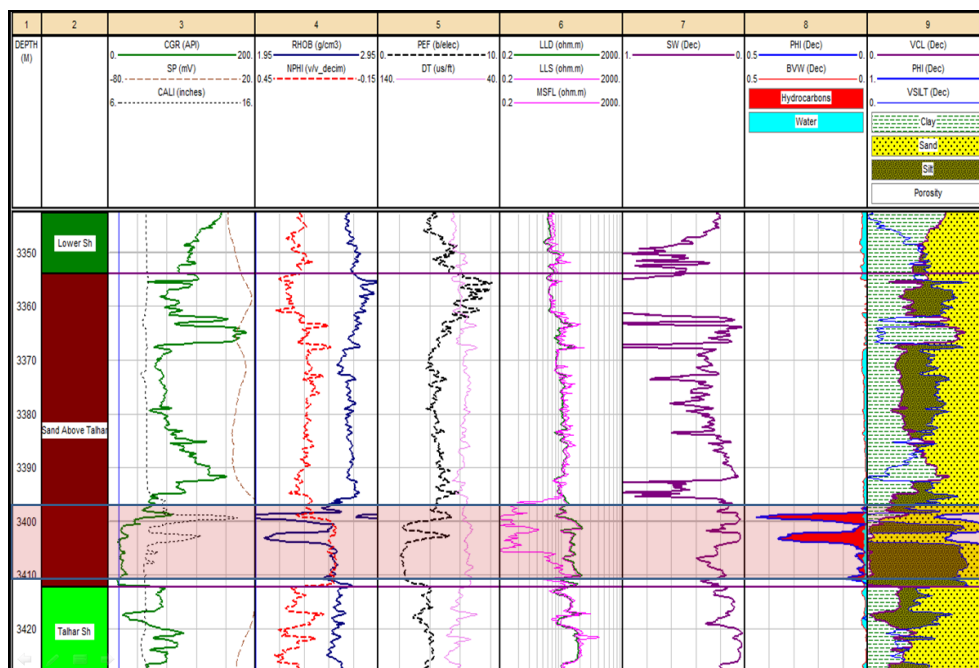 1 2 3 4 5 6 7 8 9
DEPTH (M)
CGR (API)
0. 200.
SP (mV)
-80. 20.
CALI (inches)
6. 16.
RHOB (g/cm3)
1.95 2.95
NPHI (v/v_decim)
0.45 -0.15
PEF (b/elec)
0. 10.
DT (us/ft)
140. 40.
LLD (ohm.m)
0.2 2000.
LLS (ohm.m)
0.2 2000.
MSFL (ohm.m)
0.2 2000.
SW (Dec)
1. 0.
PHI (Dec)
0.5 0.
BVW (Dec)
0.5 0.
Hydrocarbons
Water
VCL (Dec)
0. 1.
PHI (Dec)
1. 0.
VSILT (Dec)
0.
Clay
Sand
Silt
Porosity
Lower Sh
3350
3360
3370
3380
Sand Above Talhar
3390
3400
3410
3420
Talhar Sh